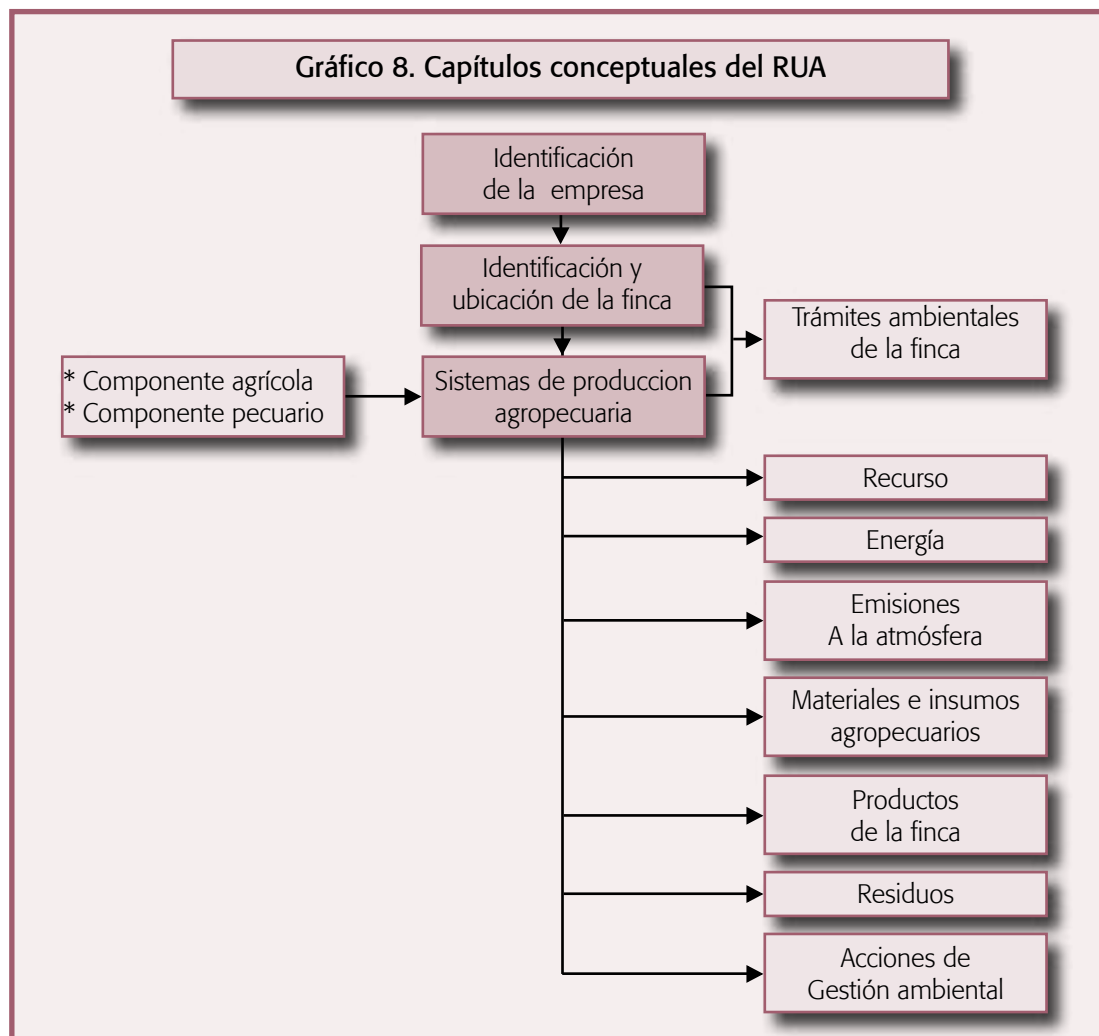 Gráfico 8. Capítulos conceptuales del RUA
Identificación
de la empresa
Identificación y
ubicación de la finca
Trámites ambientales
de la finca
* Componente agrícola
* Componente pecuario
Sistemas de produccion
agropecuaria
Recurso
Energía
Emisiones
A la atmósfera
Materiales e insumos
agropecuarios
Productos
de la finca
Residuos
Acciones de
Gestión ambiental